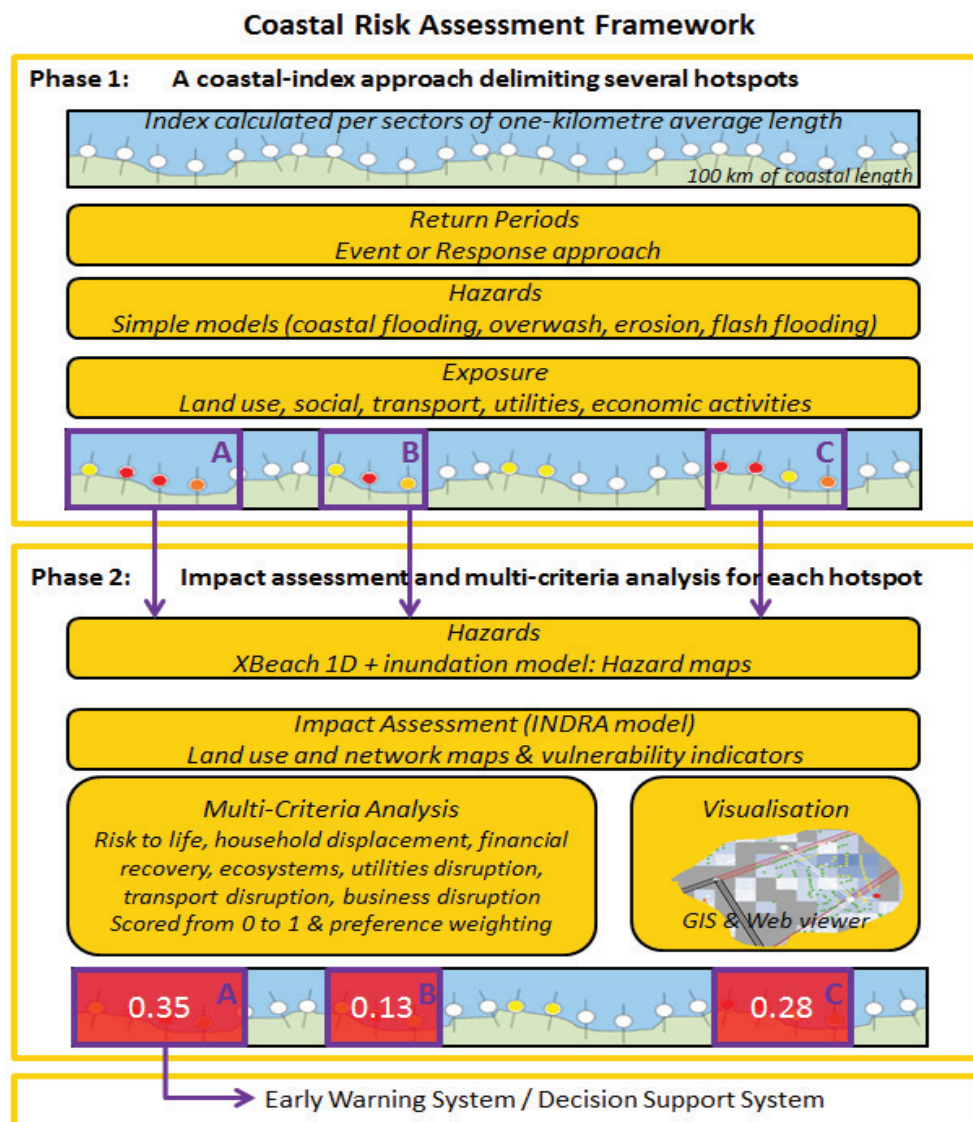 Coastal Risk Assessment Framework
Phase 1: A coastal-index approach delimiting several hotspots
Index calculated per sectors of one-kilometre average length
100 km of coastal length
Return Periods
Event or Response approach
Hazards
Simple models (coastal flooding, overwash, erosion, flash flooding)
Exposure
Land use, social, transport, utilities, economic activities
A B C
Phase 2: Impact assessment and multi-criteria analysis for each hotspot
Hazards
XBeach 1D + inundation model: Hazard maps
Impact Assessment (INDRA model)
Land use and network maps & vulnerability indicators
Multi-Criteria Analysis
Risk to life, household displacement, financial
recovery, ecosystems, utilities disruption,
transport disruption, business disruption
Scored from 0 to 1 & preference weighting
Visualisation
GIS & Web viewer
0.35 A 0.13 B 0.28 C
Early Warning System / Decision Support System